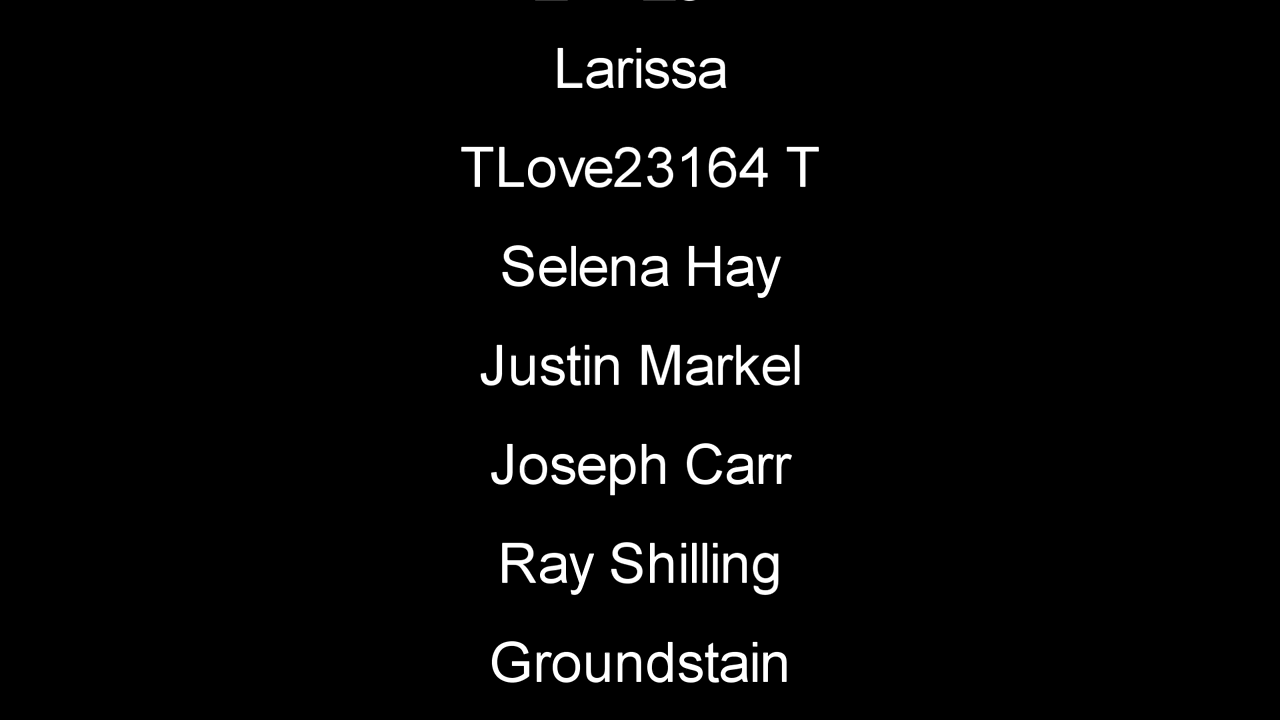 Larissa
TLove23164 T
Selena Hay
Justin Markel
Joseph Carr
Ray Shilling
Groundstain